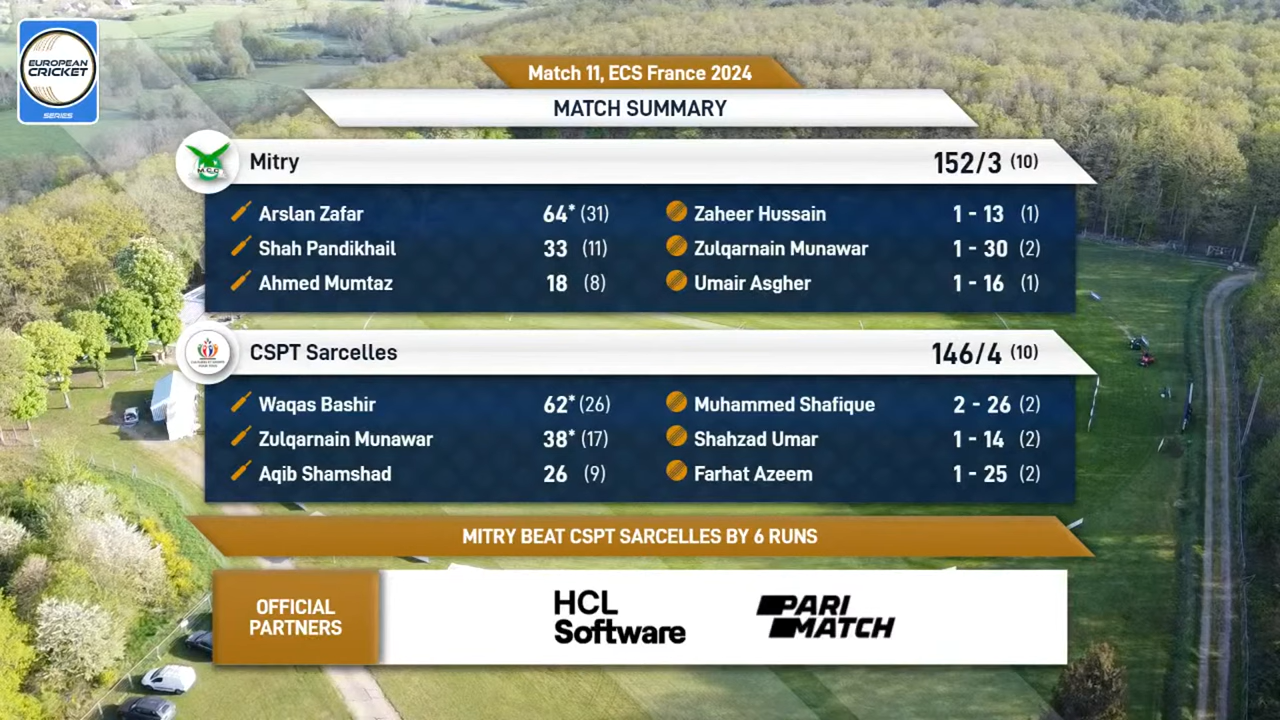 EUROPEAN
CRICKET
SERIES
Match 11, ECS France 2024
MATCH SUMMARY
M.C.C
Mitry 152/3 (10)
Arslan Zafar 64* (31) Zaheer Hussain 1 - 13 (1)
Shah Pandikhail 33 (11) Zulqarnain Munawar 1 - 30 (2)
Ahmed Mumtaz 18 (8) Umair Asgher 1 - 16 (1)
CSPT Sarcelles 146/4 (10)
Waqas Bashir 62* (26) Muhammed Shafique 2 - 26 (2)
Zulqarnain Munawar 38* (17) Shahzad Umar 1 - 14 (2)
Aqib Shamshad 26 (9) Farhat Azeem 1 - 25 (2)
MITRY BEAT CSPT SARCELLES BY 6 RUNS
OFFICIAL
PARTNERS
HCL
Software
PARI
MATCH